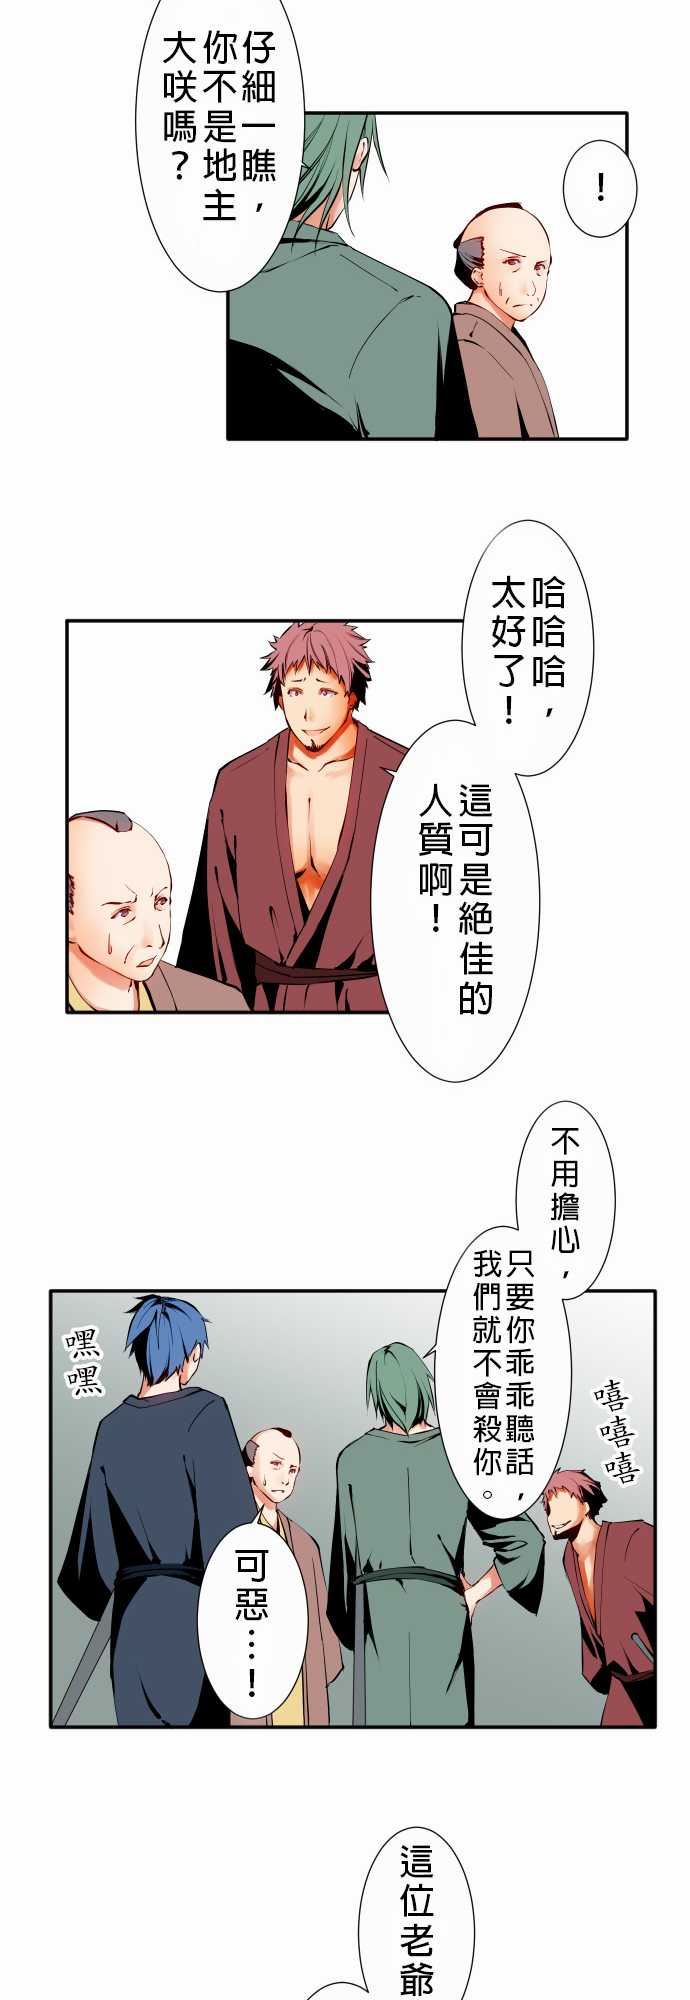 仔細一瞧，
你不是地主
大咲嗎？
！
哈哈哈，
太好了！
這可是絕佳的
人質啊！
不用擔心，
只要你乖乖聽話，
我們就不會殺你。
嘿嘿
嘻嘻嘻
可惡…！
這位老爺